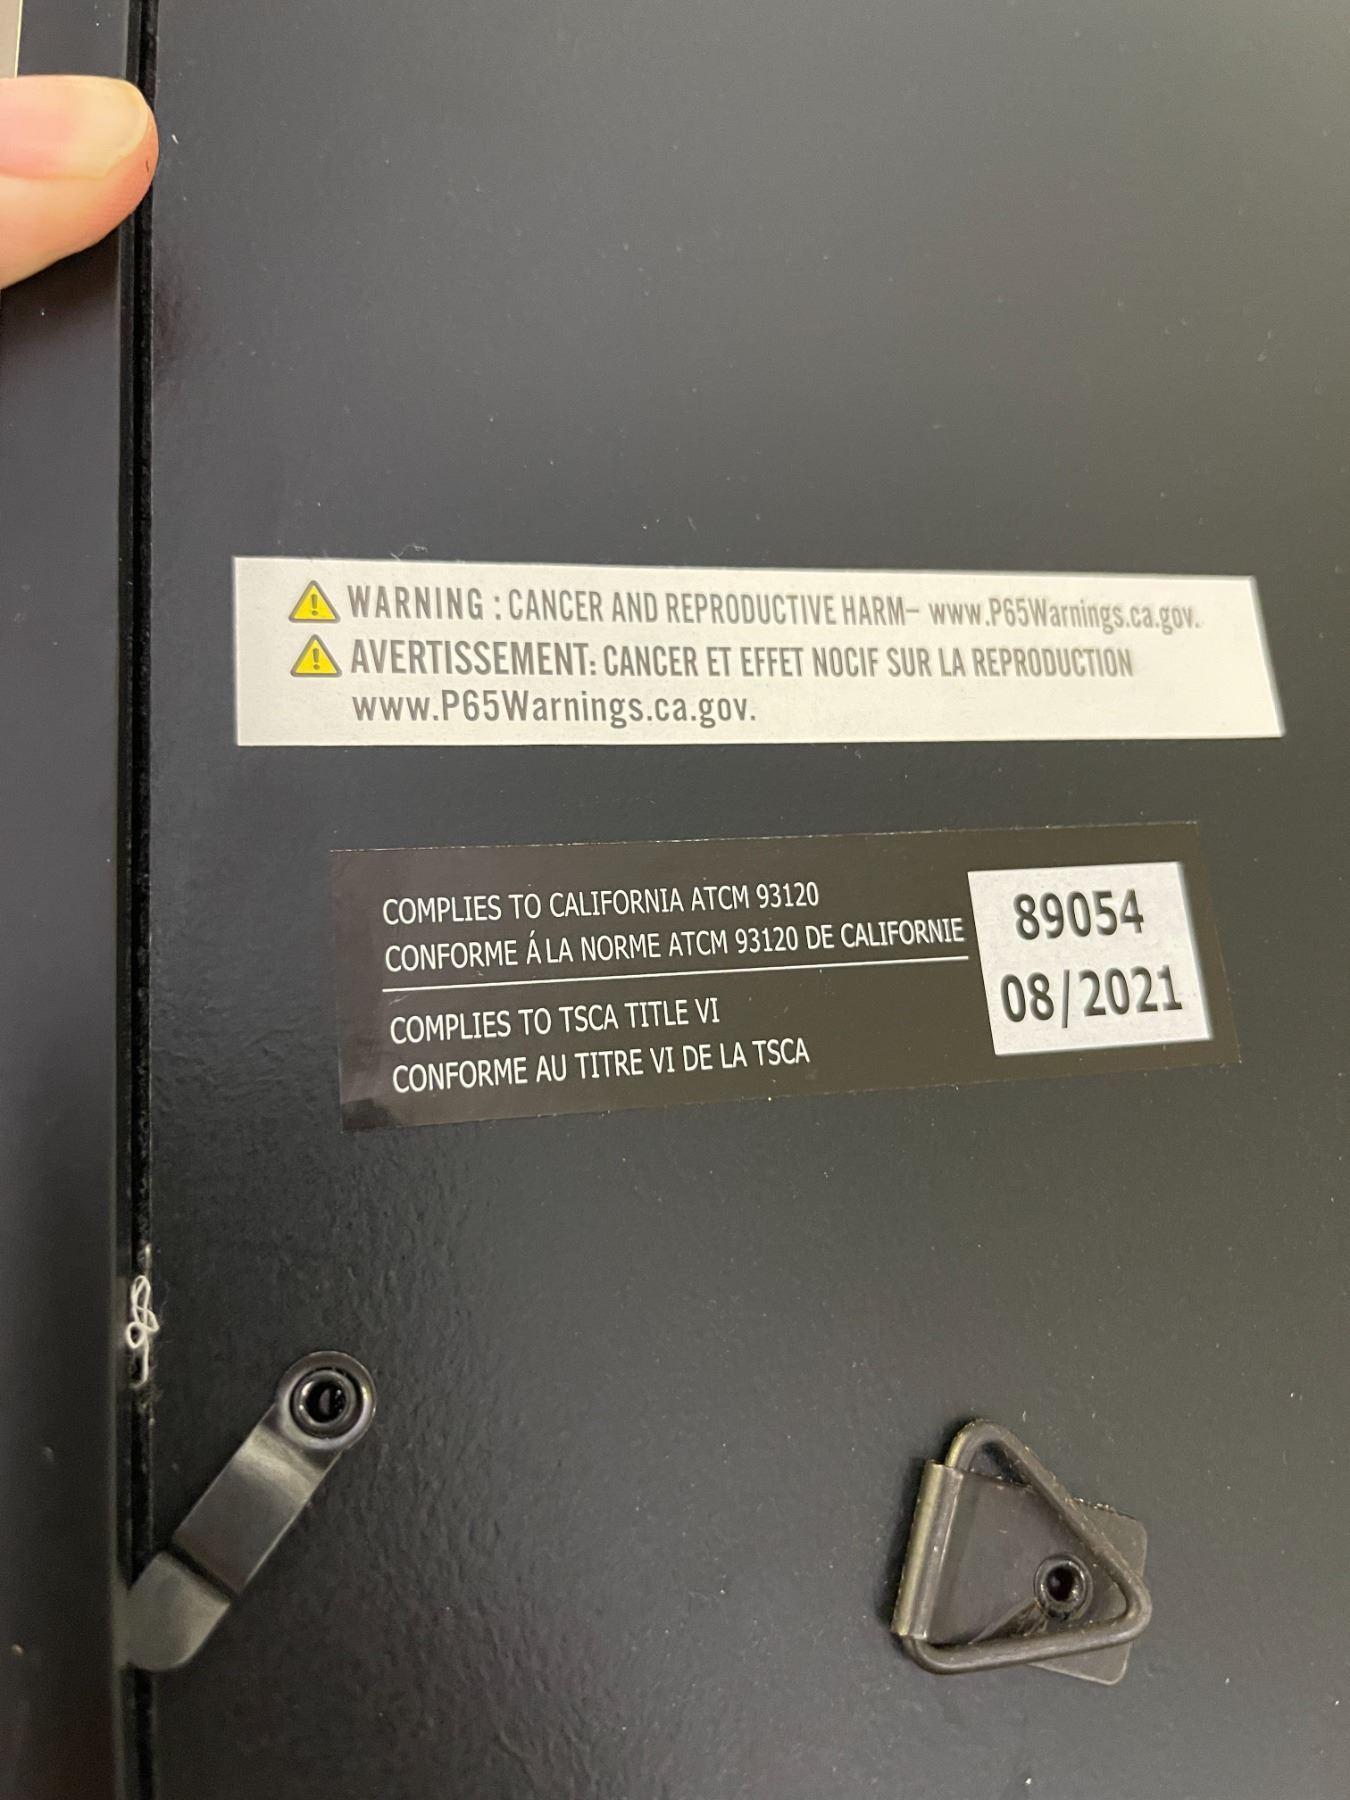 WARNING : CANCER AND REPRODUCTIVE HARM– www.P65Warnings.ca.gov.
AVERTISSEMENT: CANCER ET EFFET NOCIF SUR LA REPRODUCTION
www.P65Warnings.ca.gov.
COMPLIES TO CALIFORNIA ATCM 93120
CONFORME Á LA NORME ATCM 93120 DE CALIFORNIE
COMPLIES TO TSCA TITLE VI
CONFORME AU TITRE VI DE LA TSCA
89054
08/2021